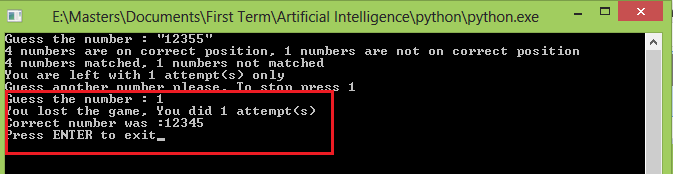 E:\Masters\Documents\First Term\Artificial Intelligence\python\python.exe
Guess the number : "12355"
4 numbers are on correct position, 1 numbers are not on correct position
4 numbers matched, 1 numbers not matched
You are left with 1 attempt(s) only
Guess another number please. To stop press 1
Guess the number : 1
You lost the game, You did 1 attempt(s)
Correct number was :12345
Press ENTER to exit_